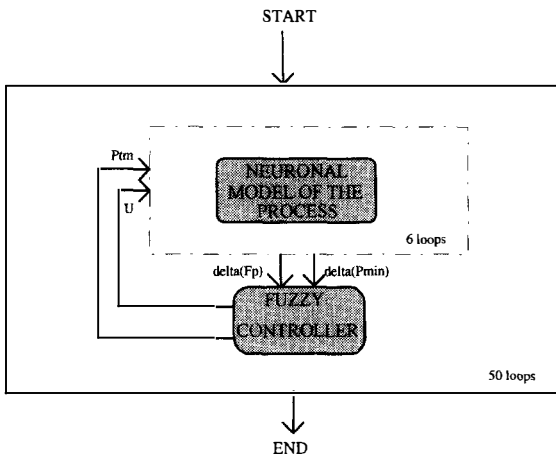 START
Ptm
U
NEURONAL
MODEL OF THE
PROCESS
6 loops
delta(Fp)
delta(Pmin)
FUZZY
CONTROLLER
50 loops
END